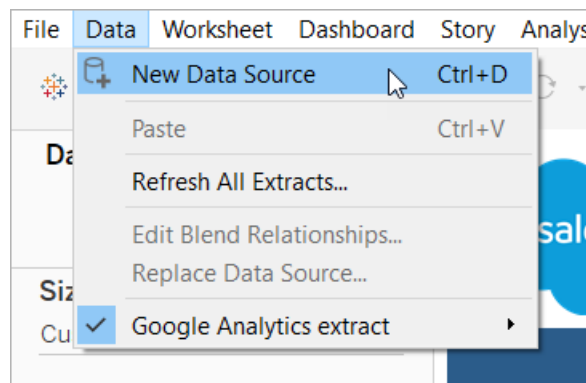 File Data Worksheet Dashboard Story Analys
New Data Source Ctrl+D
Paste Ctrl+V
Da
Refresh All Extracts...
Edit Blend Relationships...
sale
Replace Data Source...
Siz
Google Analytics extract
Cu